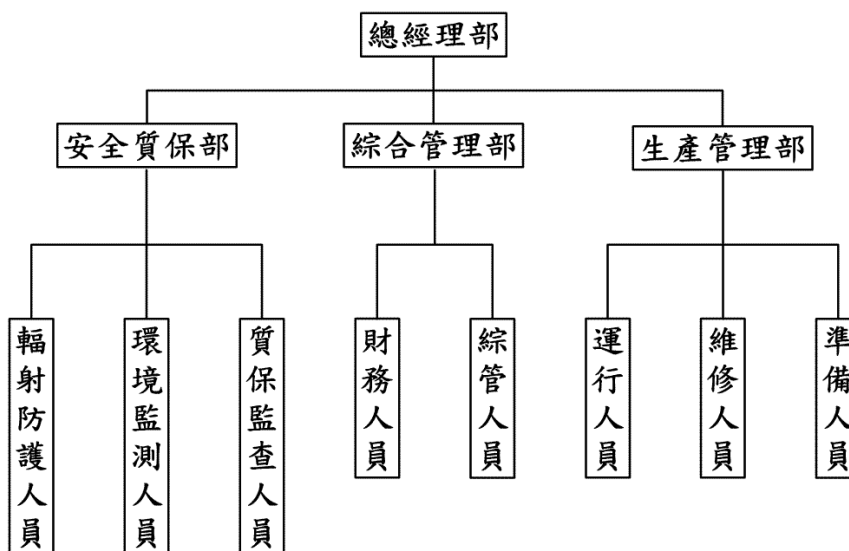 總經理部
安全質保部
綜合管理部
生產管理部
輻射防護人員
環境監測人員
質保監查人員
財務人員
綜管人員
運行人員
維修人員
準備人員